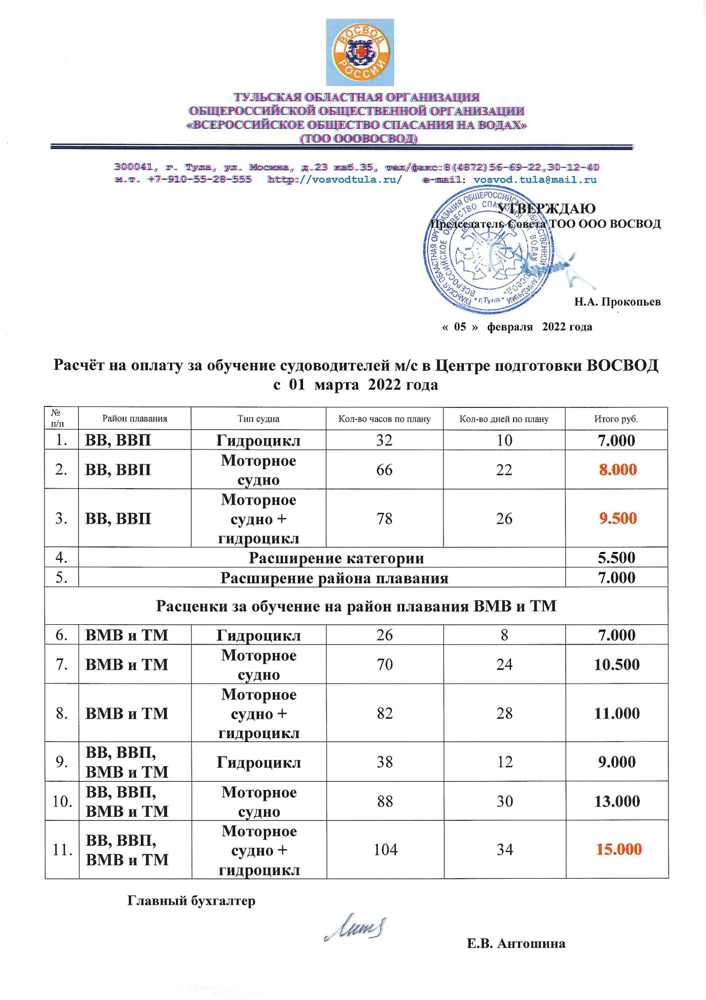 ВОСВОД
РОССИИ
ТУЛЬСКАЯ ОБЛАСТНАЯ ОРГАНИЗАЦИЯ
ОБЩЕРОССИЙСКОЙ ОБЩЕСТВЕННОЙ ОРГАНИЗАЦИИ
«ВСЕРОССИЙСКОЕ ОБЩЕСТВО СПАСАНИЯ НА ВОДАХ»
(ТОО ОООВОСВОД)
300041, г. Тула, ул. Мосина, д.23 каб.35, тел/факс:8(4872)56-69-22,30-12-40
м.т. +7-910-55-28-555 http://vosvodtula.ru/ e-mail: vosvod.tula@mail.ru
УТВЕРЖДАЮ
Председатель Совета ТОО ООО ВОСВОД
ТУЛЬСКАЯ ОБЛАСТНАЯ ОРГАНИЗАЦИЯ ОБЩЕРОССИЙСКОЙ ОБЩЕСТВЕННОЙ ОРГАНИЗАЦИИ
ВСЕРОССИЙСКОЕ ОБЩЕСТВО СПАСАНИЯ НА ВОДАХ
* г.Тула *
Н.А. Прокопьев
« 05 » февраля 2022 года
Расчёт на оплату за обучение судоводителей м/с в Центре подготовки ВОСВОД
с 01 марта 2022 года
№ п/п Район плавания Тип судна Кол-во часов по плану Кол-во дней по плану Итого руб.
1. ВВ, ВВП Гидроцикл 32 10 7.000
2. ВВ, ВВП Моторное судно 66 22 8.000
3. ВВ, ВВП Моторное судно + гидроцикл 78 26 9.500
4. Расширение категории 5.500
5. Расширение района плавания 7.000
Расценки за обучение на район плавания ВМВ и ТМ
6. ВМВ и ТМ Гидроцикл 26 8 7.000
7. ВМВ и ТМ Моторное судно 70 24 10.500
8. ВМВ и ТМ Моторное судно + гидроцикл 82 28 11.000
9. ВВ, ВВП, ВМВ и ТМ Гидроцикл 38 12 9.000
10. ВВ, ВВП, ВМВ и ТМ Моторное судно 88 30 13.000
11. ВВ, ВВП, ВМВ и ТМ Моторное судно + гидроцикл 104 34 15.000
Главный бухгалтер
Е.В. Антошина